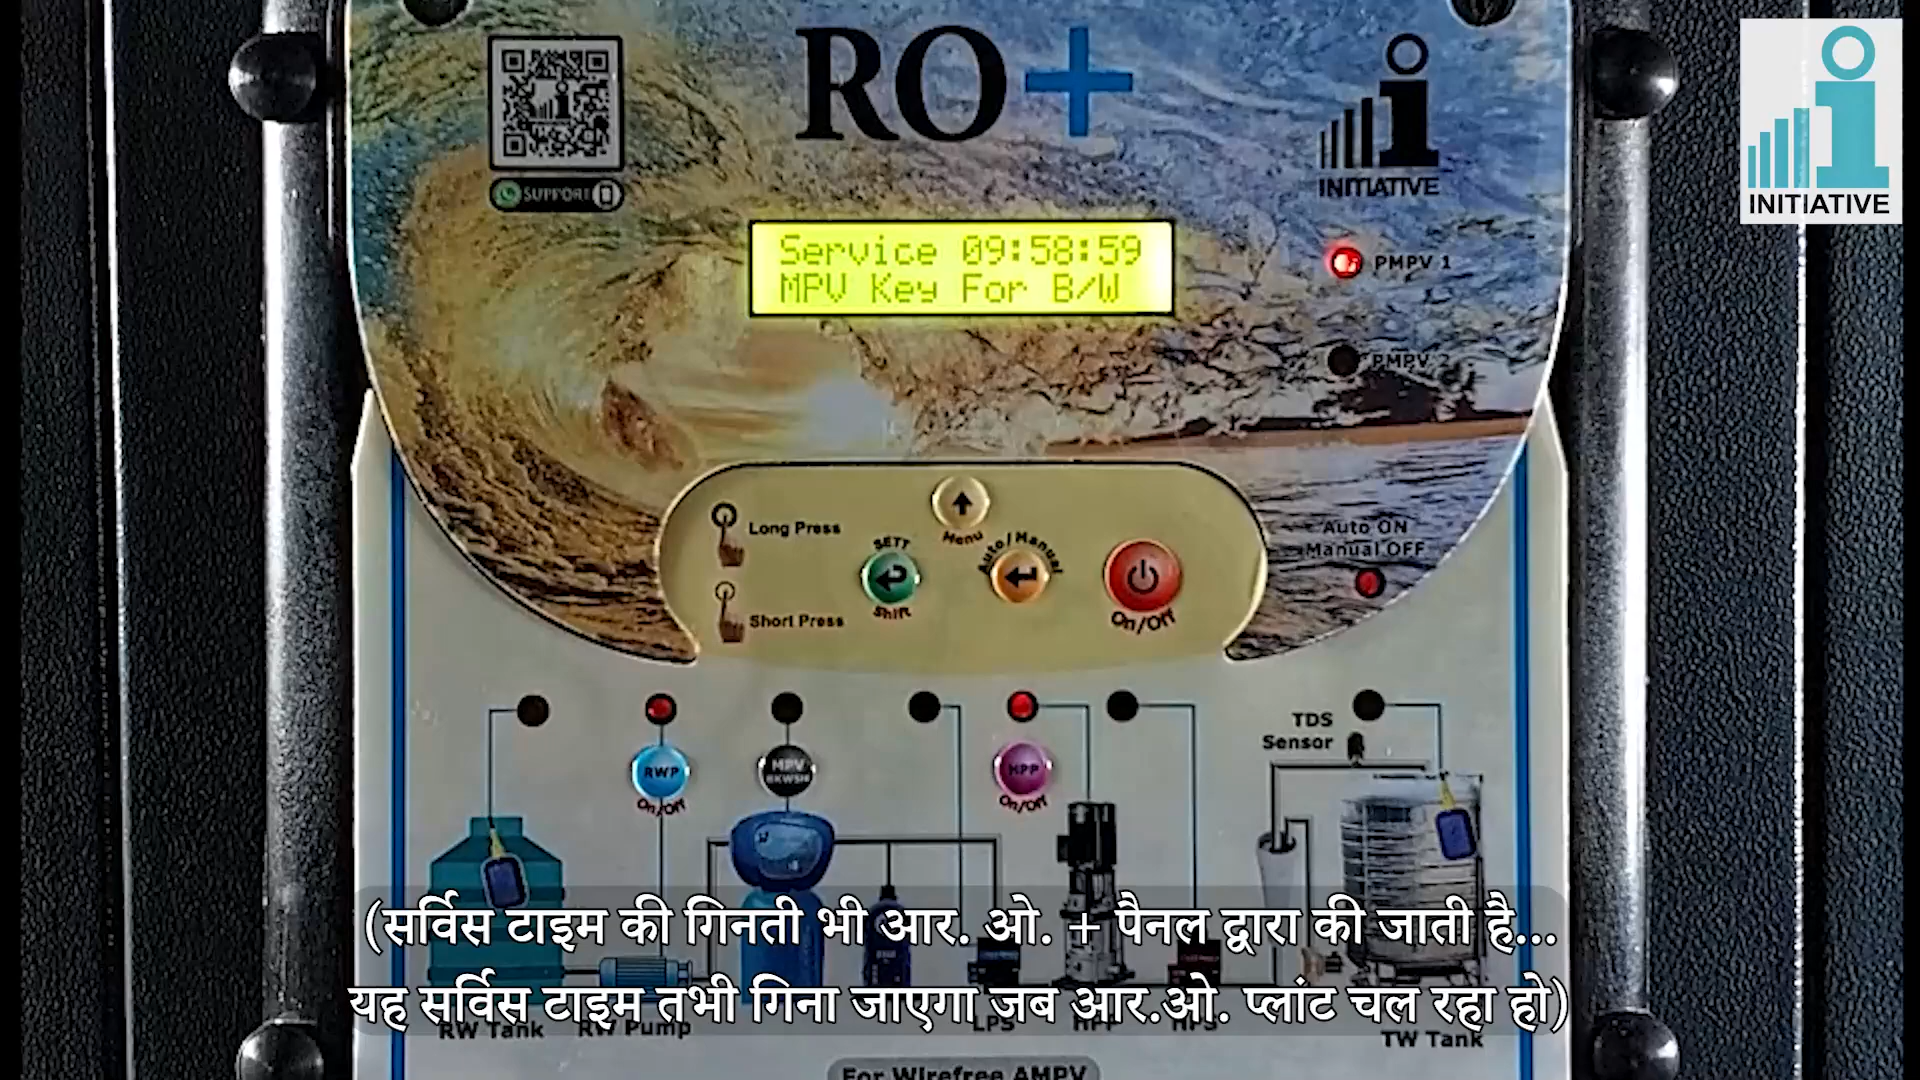 RO+
SUPPORT
INITIATIVE
INITIATIVE
Service 09:58:59
MPV Key For B/W
PMPV 1
PMPV 2
Long Press
Short Press
SETT
Shift
Menu
Auto/Manual
On/Off
Auto ON
Manual OFF
TDS
Sensor
RWP
On/Off
MPV
BKWSH
HPP
On/Off
(सर्विस टाइम की गिनती भी आर. ओ. + पैनल द्वारा की जाती है...
यह सर्विस टाइम तभी गिना जाएगा जब आर.ओ. प्लांट चल रहा हो)
RW Tank
RW Pump
LPS
HPP
HPS
TW Tank
For Wirefree AMPV